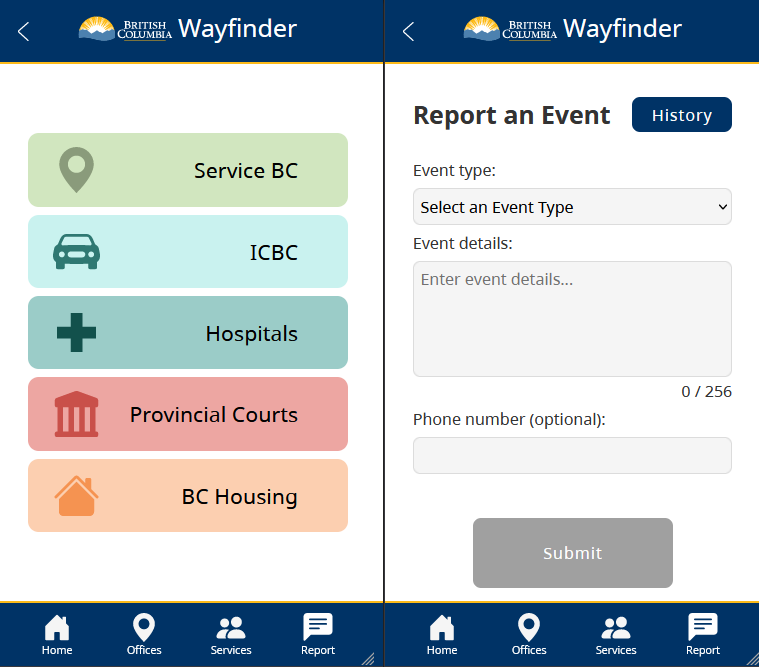 BRITISH
COLUMBIA
Wayfinder
Service BC
ICBC
Hospitals
Provincial Courts
BC Housing
Home
Offices
Services
Report
BRITISH
COLUMBIA
Wayfinder
Report an Event
History
Event type:
Select an Event Type
Event details:
Enter event details...
0 / 256
Phone number (optional):
Submit
Home
Offices
Services
Report